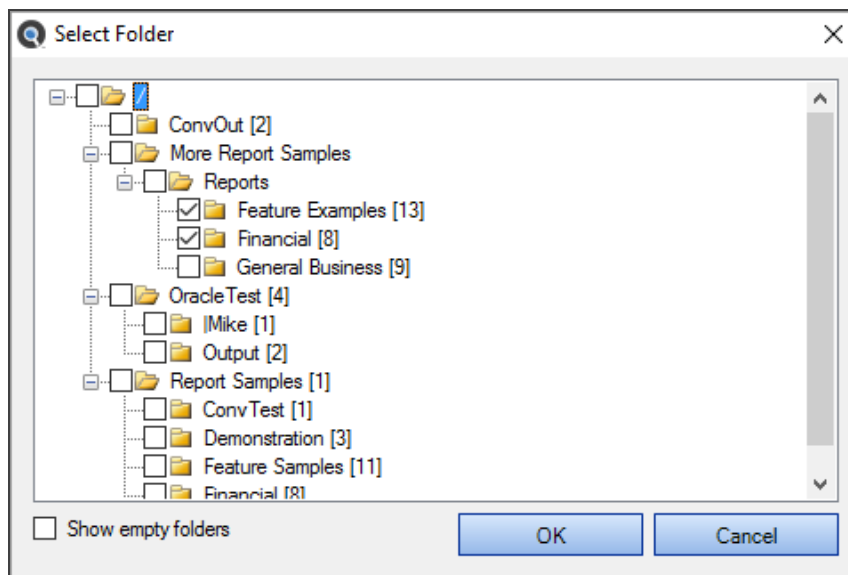 Select Folder
/
ConvOut [2]
More Report Samples
Reports
Feature Examples [13]
Financial [8]
General Business [9]
OracleTest [4]
|Mike [1]
Output [2]
Report Samples [1]
ConvTest [1]
Demonstration [3]
Feature Samples [11]
Financial [8]
Show empty folders
OK
Cancel